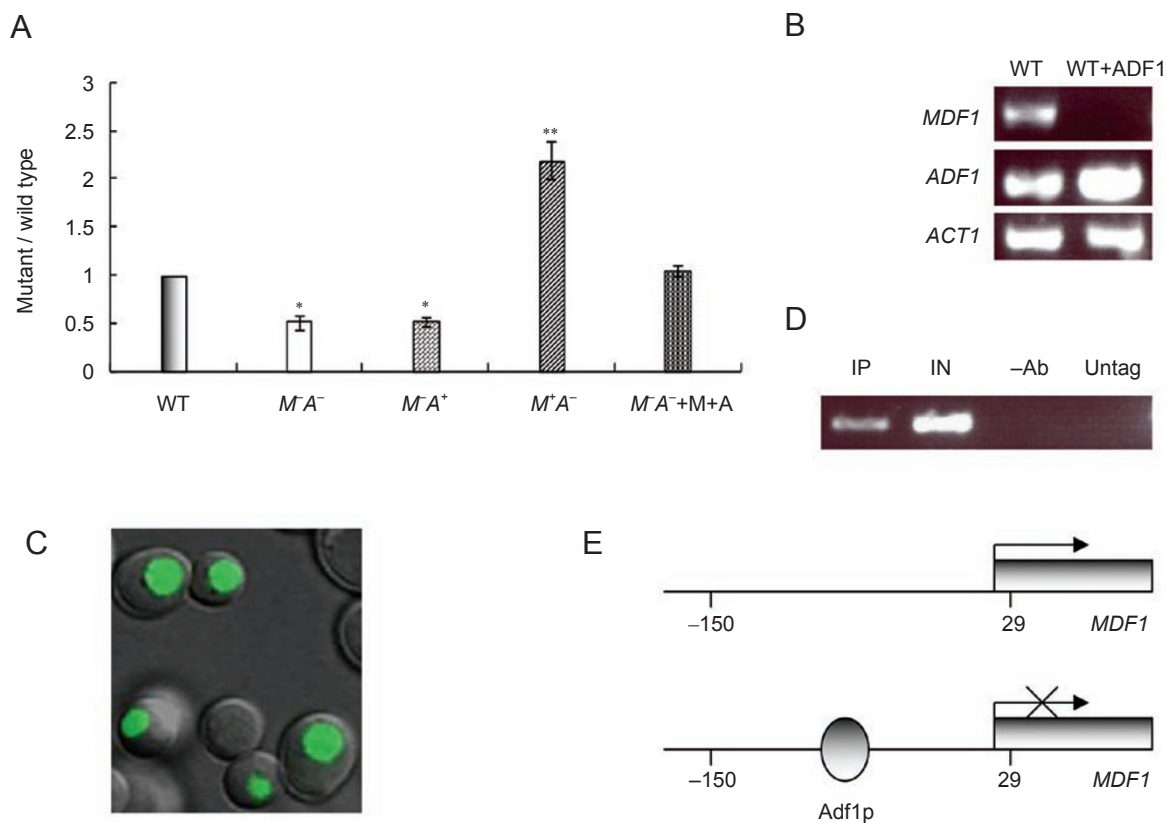 A
3
2.5
2
1.5
1
0.5
0
Mutant / wild type
*
*
**
WT
M⁻A⁻
M⁻A⁺
M⁺A⁻
M⁻A⁻+M+A
B
WT WT+ADF1
MDF1
ADF1
ACT1
D
IP IN –Ab Untag
C
E
–150 29 MDF1
–150 29 MDF1
Adf1p